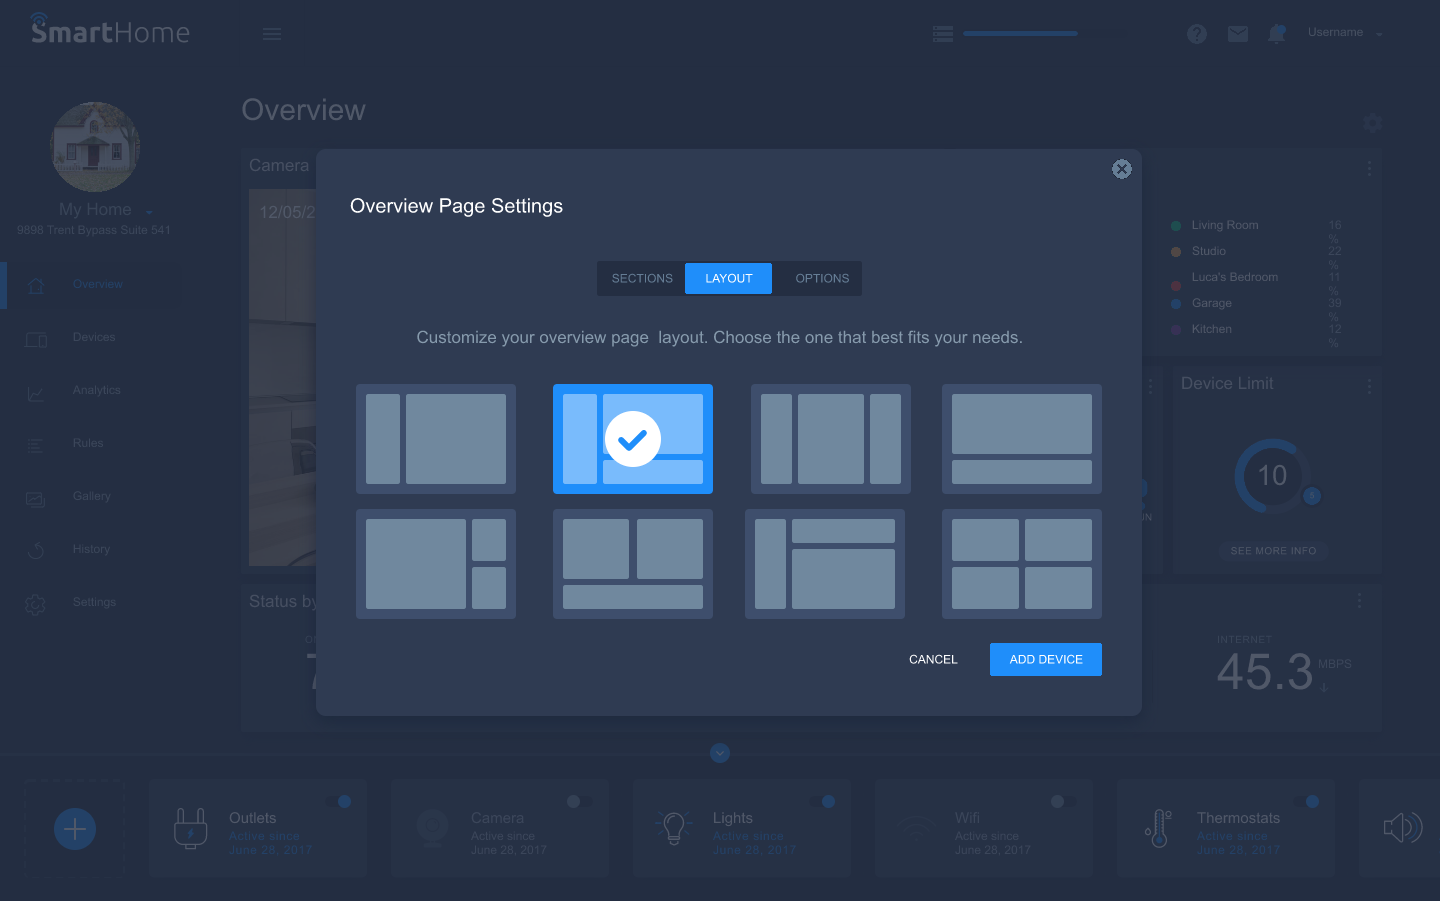 SmartHome
Username
Overview
My Home
9898 Trent Bypass Suite 541
Overview
Devices
Analytics
Rules
Gallery
History
Settings
Camera
12/05/2
Overview Page Settings
SECTIONS LAYOUT OPTIONS
Customize your overview page  layout. Choose the one that best fits your needs.
CANCEL ADD DEVICE
Living Room 16 %
Studio 22 %
Luca's Bedroom 11 %
Garage 39 %
Kitchen 12 %
Device Limit
10
SEE MORE INFO
Status by
INTERNET
45.3 MBPS
Outlets
Active since
June 28, 2017
Camera
Active since
June 28, 2017
Lights
Active since
June 28, 2017
Wifi
Active since
June 28, 2017
Thermostats
Active since
June 28, 2017